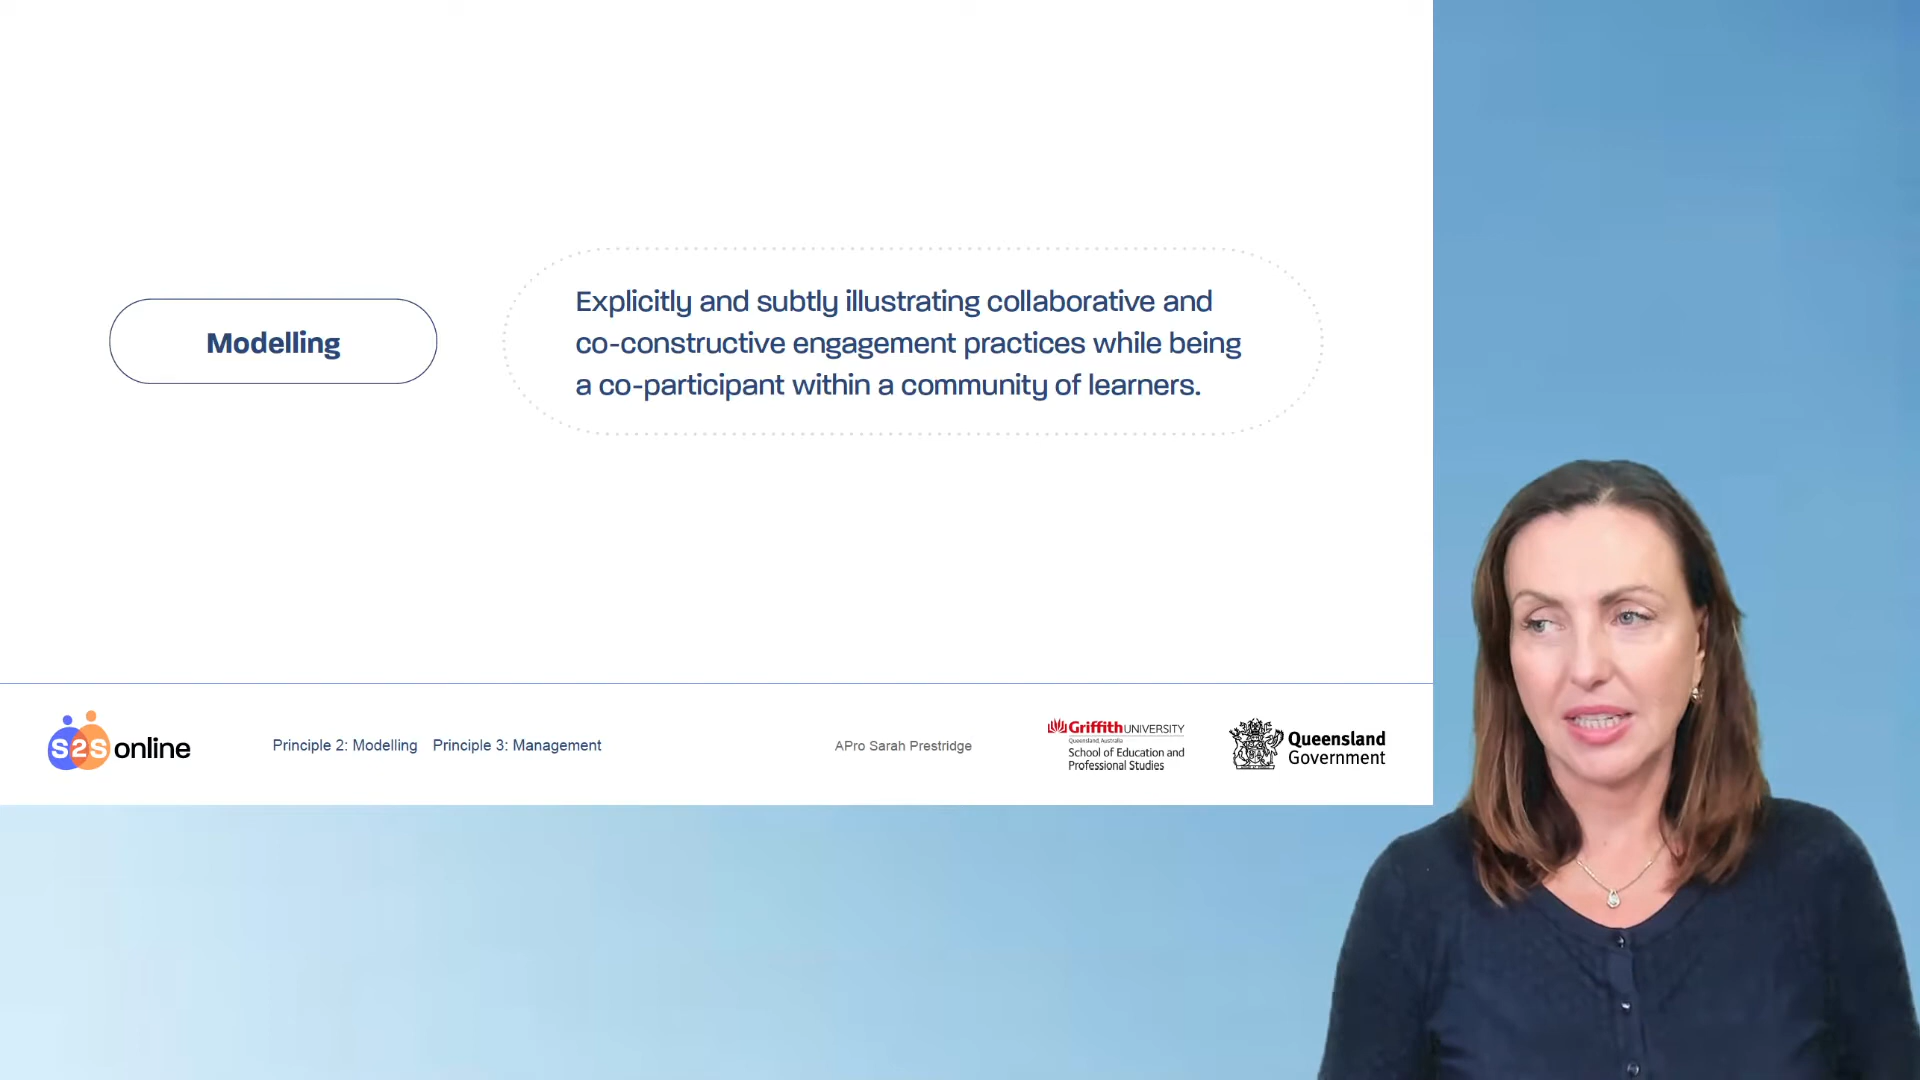 Modelling
Explicitly and subtly illustrating collaborative and
co-constructive engagement practices while being
a co-participant within a community of learners.
S2S online
Principle 2: Modelling Principle 3: Management
APro Sarah Prestridge
Griffith UNIVERSITY
Queensland, Australia
School of Education and
Professional Studies
Queensland
Government